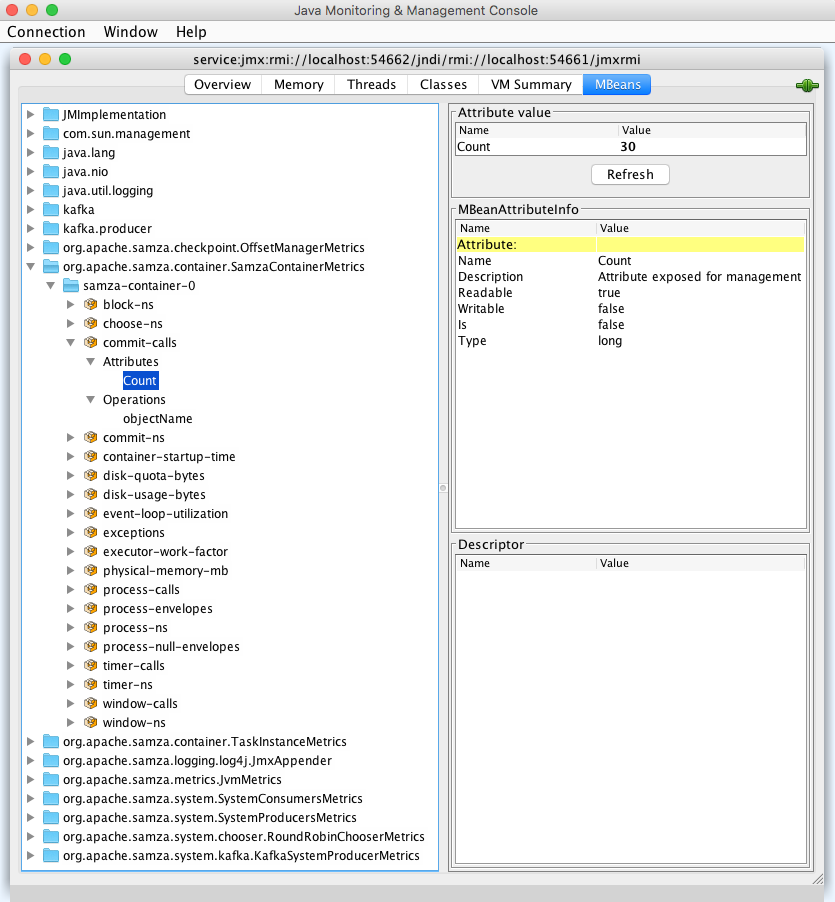 Java Monitoring & Management Console
Connection Window Help
service:jmx:rmi://localhost:54662/jndi/rmi://localhost:54661/jmxrmi
Overview Memory Threads Classes VM Summary MBeans
JMImplementation
com.sun.management
java.lang
java.nio
java.util.logging
kafka
kafka.producer
org.apache.samza.checkpoint.OffsetManagerMetrics
org.apache.samza.container.SamzaContainerMetrics
samza-container-0
block-ns
choose-ns
commit-calls
Attributes
Count
Operations
objectName
commit-ns
container-startup-time
disk-quota-bytes
disk-usage-bytes
event-loop-utilization
exceptions
executor-work-factor
physical-memory-mb
process-calls
process-envelopes
process-ns
process-null-envelopes
timer-calls
timer-ns
window-calls
window-ns
org.apache.samza.container.TaskInstanceMetrics
org.apache.samza.logging.log4j.JmxAppender
org.apache.samza.metrics.JvmMetrics
org.apache.samza.system.SystemConsumersMetrics
org.apache.samza.system.SystemProducersMetrics
org.apache.samza.system.chooser.RoundRobinChooserMetrics
org.apache.samza.system.kafka.KafkaSystemProducerMetrics
Attribute value
Name Value
Count 30
Refresh
MBeanAttributeInfo
Name Value
Attribute:
Name Count
Description Attribute exposed for management
Readable true
Writable false
Is false
Type long
Descriptor
Name Value